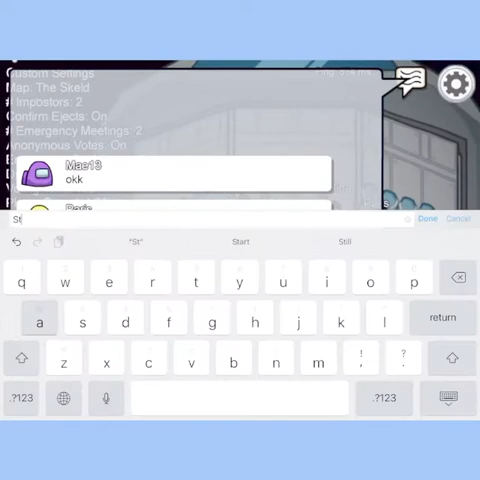 Custom Settings
Map: The Skeld
# Impostors: 2
Confirm Ejects: On
# Emergency Meetings: 2
Anonymous Votes: On
Mae13
okk
St
Done Cancel
"St" Start Still
q w e r t y u i o p
a s d f g h j k l return
z x c v b n m ! , ? .
.?123 .?123